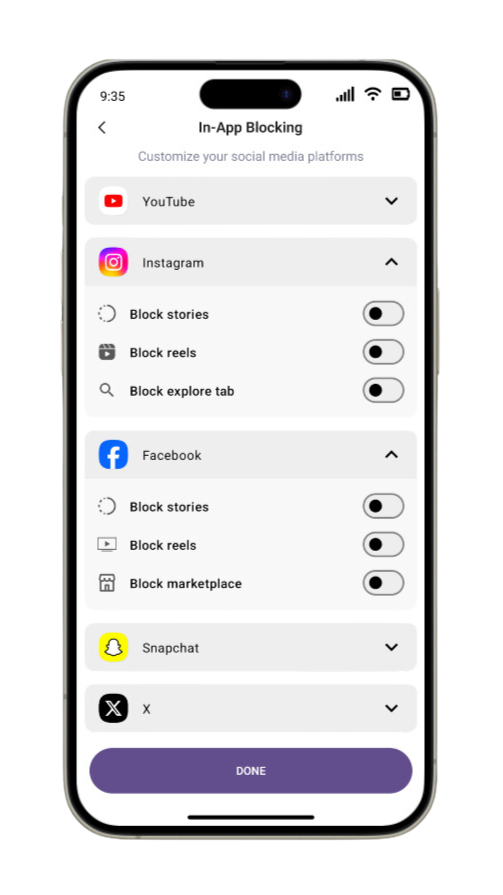 9:35
In-App Blocking
Customize your social media platforms
YouTube
Instagram
Block stories
Block reels
Block explore tab
Facebook
Block stories
Block reels
Block marketplace
Snapchat
X
DONE